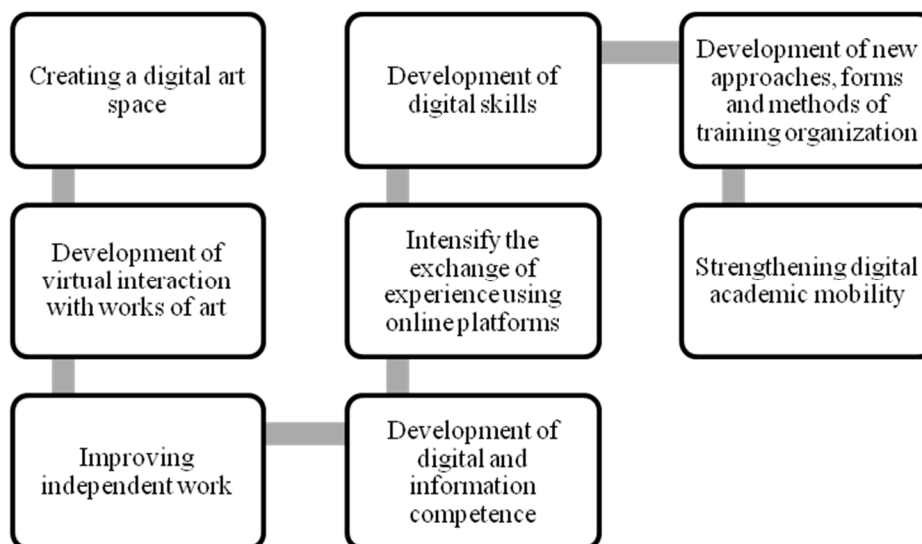 Creating a digital art
space
Development of
virtual interaction
with works of art
Improving
independent work
Development of
digital and
information
competence
Intensify the
exchange of
experience using
online platforms
Development of
digital skills
Development of new
approaches, forms
and methods of
training organization
Strengthening digital
academic mobility